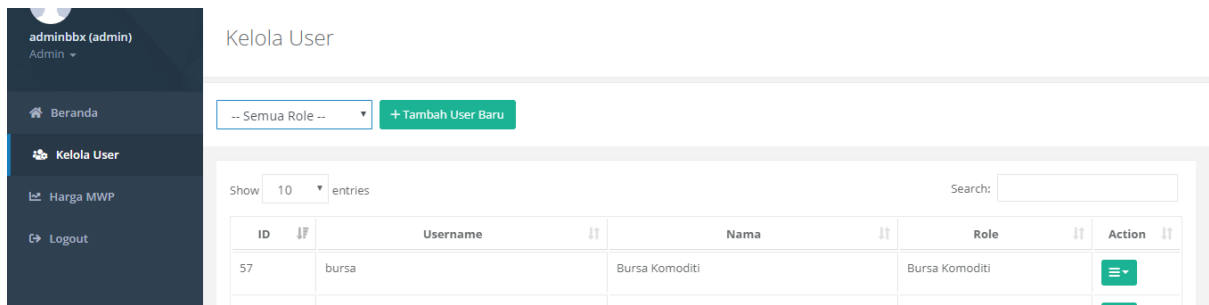 adminbbx (admin)
Admin
Kelola User
Beranda
Kelola User
Harga MWP
Logout
-- Semua Role --
+ Tambah User Baru
Show 10 entries
Search:
ID Username Nama Role Action
57 bursa Bursa Komoditi Bursa Komoditi